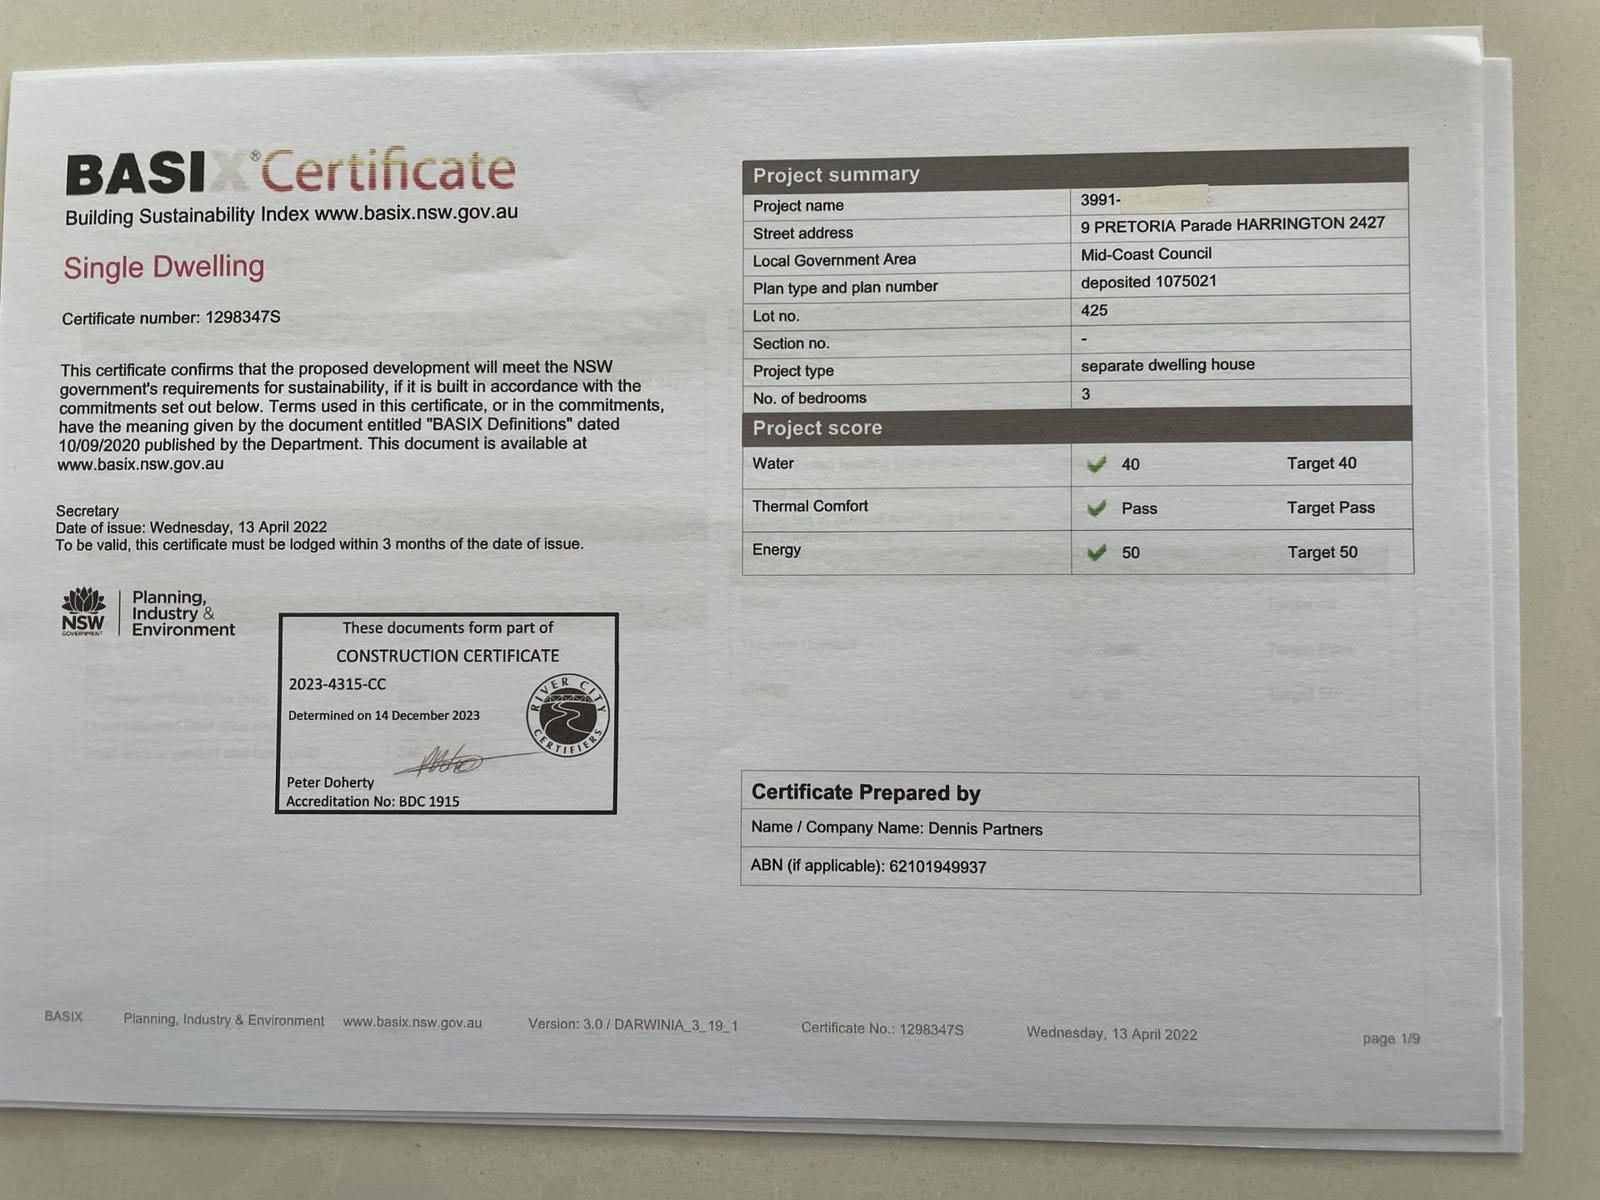 BASIX®Certificate
Building Sustainability Index www.basix.nsw.gov.au
Single Dwelling
Certificate number: 1298347S
This certificate confirms that the proposed development will meet the NSW
government's requirements for sustainability, if it is built in accordance with the
commitments set out below. Terms used in this certificate, or in the commitments,
have the meaning given by the document entitled "BASIX Definitions" dated
10/09/2020 published by the Department. This document is available at
www.basix.nsw.gov.au
Secretary
Date of issue: Wednesday, 13 April 2022
To be valid, this certificate must be lodged within 3 months of the date of issue.
NSW
GOVERNMENT
Planning,
Industry &
Environment
These documents form part of
CONSTRUCTION CERTIFICATE
2023-4315-CC
Determined on 14 December 2023
RIVER CITY
CERTIFIERS
Peter Doherty
Accreditation No: BDC 1915
Project summary
Project name 3991-
Street address 9 PRETORIA Parade HARRINGTON 2427
Local Government Area Mid-Coast Council
Plan type and plan number deposited 1075021
Lot no. 425
Section no. -
Project type separate dwelling house
No. of bedrooms 3
Project score
Water 40 Target 40
Thermal Comfort Pass Target Pass
Energy 50 Target 50
Certificate Prepared by
Name / Company Name: Dennis Partners
ABN (if applicable): 62101949937
BASIX Planning, Industry & Environment www.basix.nsw.gov.au Version: 3.0 / DARWINIA_3_19_1 Certificate No.: 1298347S Wednesday, 13 April 2022 page 1/9